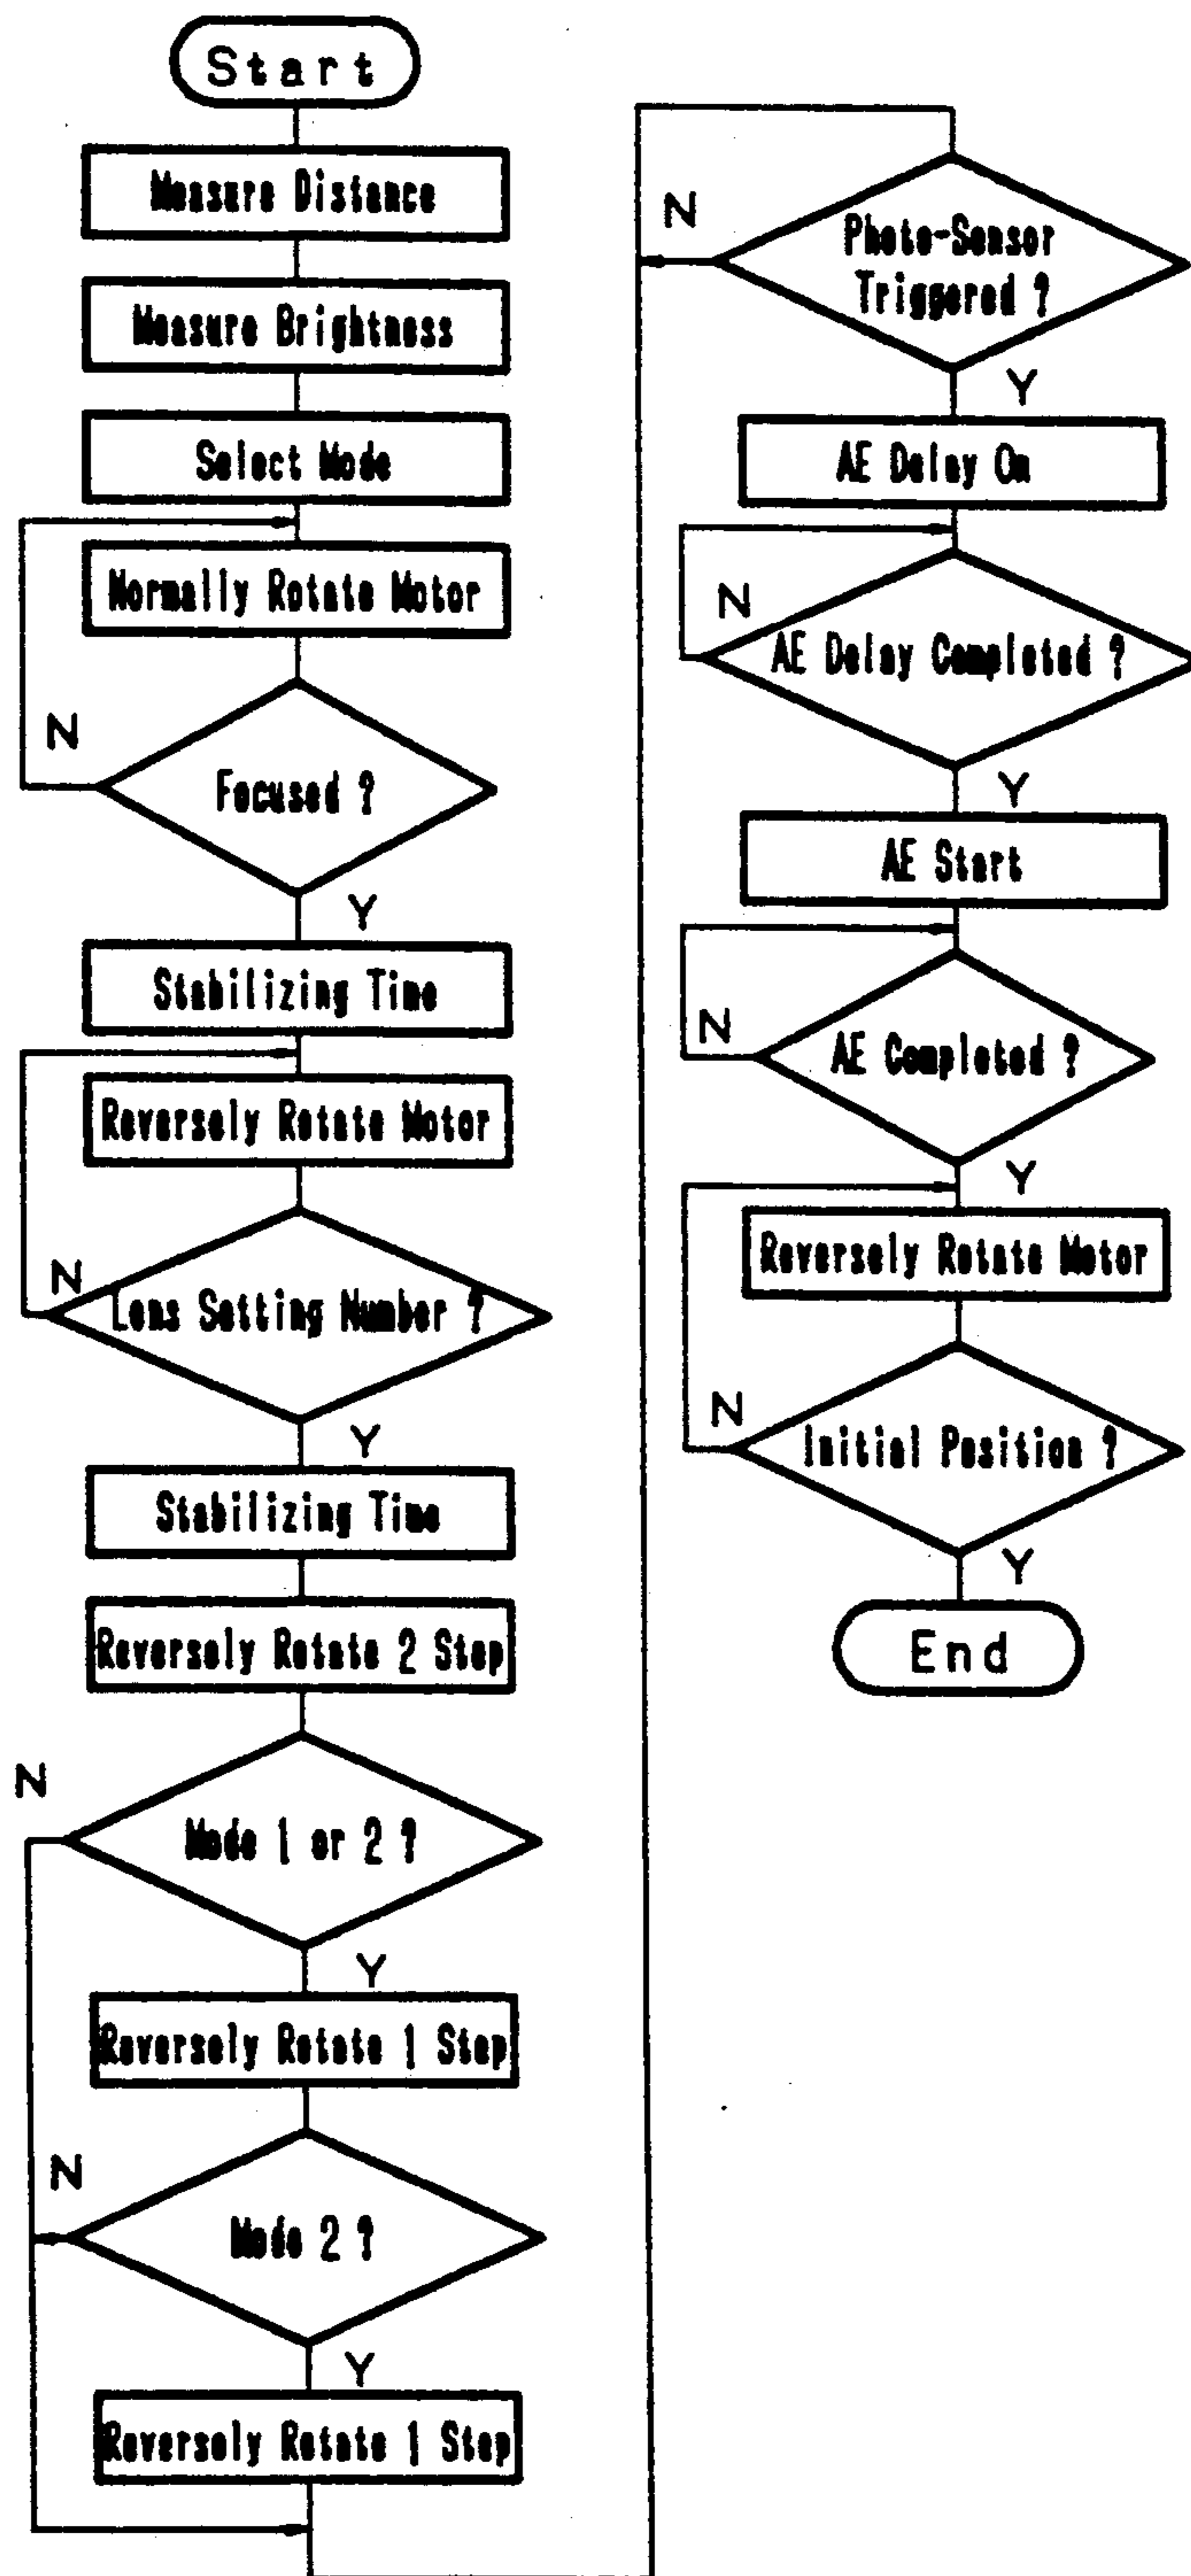 Start
Measure Distance
Measure Brightness
Select Mode
Normally Rotate Motor
N
Focused ?
Y
Stabilizing Time
Reversely Rotate Motor
N
Lens Setting Number ?
Y
Stabilizing Time
Reversely Rotate 2 Step
N
Mode 1 or 2 ?
Y
Reversely Rotate 1 Step
N
Mode 2 ?
Y
Reversely Rotate 1 Step
N
Photo-Sensor
Triggered ?
Y
AE Delay On
N
AE Delay Completed ?
Y
AE Start
N
AE Completed ?
Y
Reversely Rotate Motor
N
Initial Position ?
Y
End